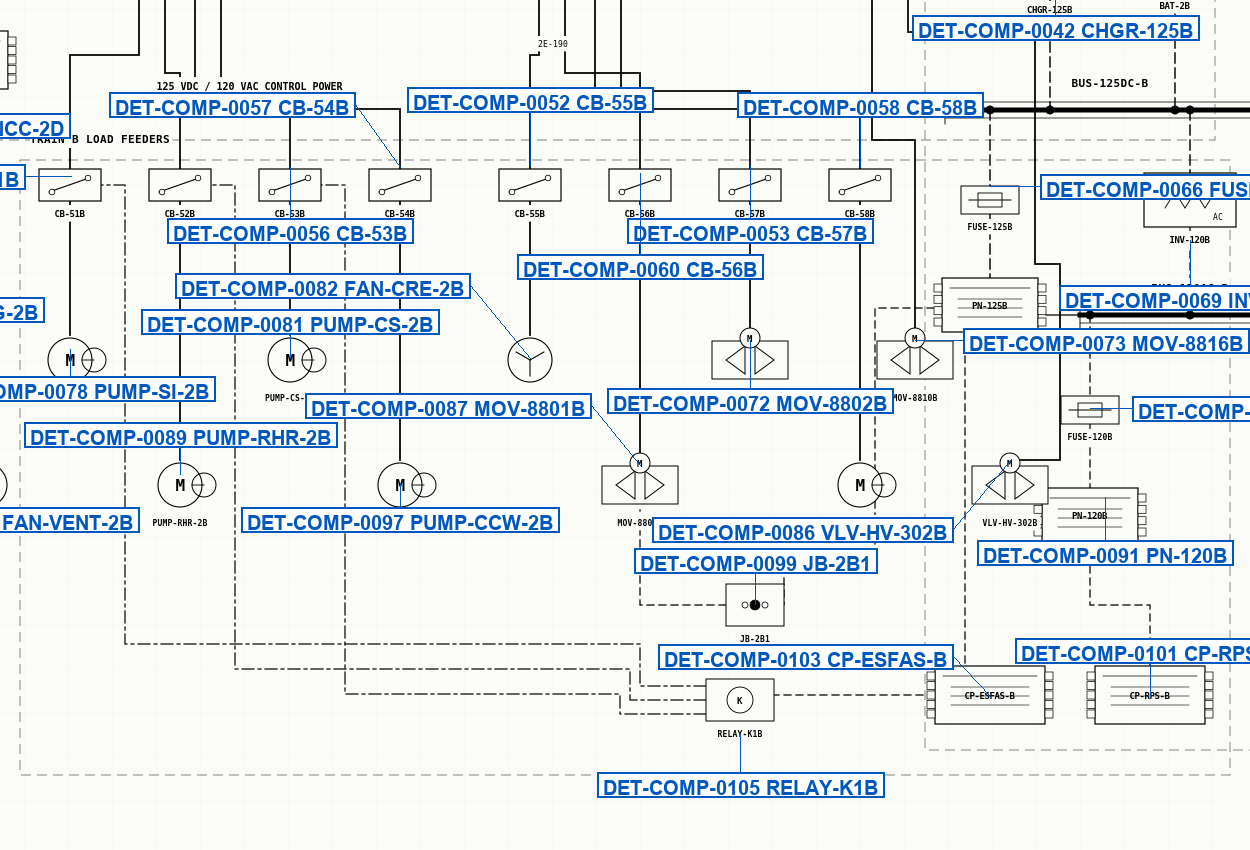 CHGR-125B
BAT-2B
DET-COMP-0042 CHGR-125B
2E-190
125 VDC / 120 VAC CONTROL POWER
BUS-125DC-B
DET-COMP-0057 CB-54B
DET-COMP-0052 CB-55B
DET-COMP-0058 CB-58B
MCC-2D
TRAIN B LOAD FEEDERS
1B
DET-COMP-0066 FUSE
CB-51B
CB-52B
CB-53B
CB-54B
CB-55B
CB-56B
CB-57B
CB-58B
AC
FUSE-125B
INV-120B
DET-COMP-0056 CB-53B
DET-COMP-0053 CB-57B
DET-COMP-0060 CB-56B
DET-COMP-0082 FAN-CRE-2B
G-2B
DET-COMP-0069 INV
PN-125B
DET-COMP-0081 PUMP-CS-2B
DET-COMP-0073 MOV-8816B
M
M
M
M
DET-COMP-0078 PUMP-SI-2B
PUMP-CS-
MOV-8810B
DET-COMP-0087 MOV-8801B
DET-COMP-0072 MOV-8802B
DET-COMP-
DET-COMP-0089 PUMP-RHR-2B
FUSE-120B
M
M
M
M
M
FAN-VENT-2B
PUMP-RHR-2B
DET-COMP-0097 PUMP-CCW-2B
MOV-880
VLV-HV-302B
PN-120B
DET-COMP-0086 VLV-HV-302B
DET-COMP-0091 PN-120B
DET-COMP-0099 JB-2B1
JB-2B1
DET-COMP-0103 CP-ESFAS-B
DET-COMP-0101 CP-RPS
K
CP-ESFAS-B
CP-RPS-B
RELAY-K1B
DET-COMP-0105 RELAY-K1B